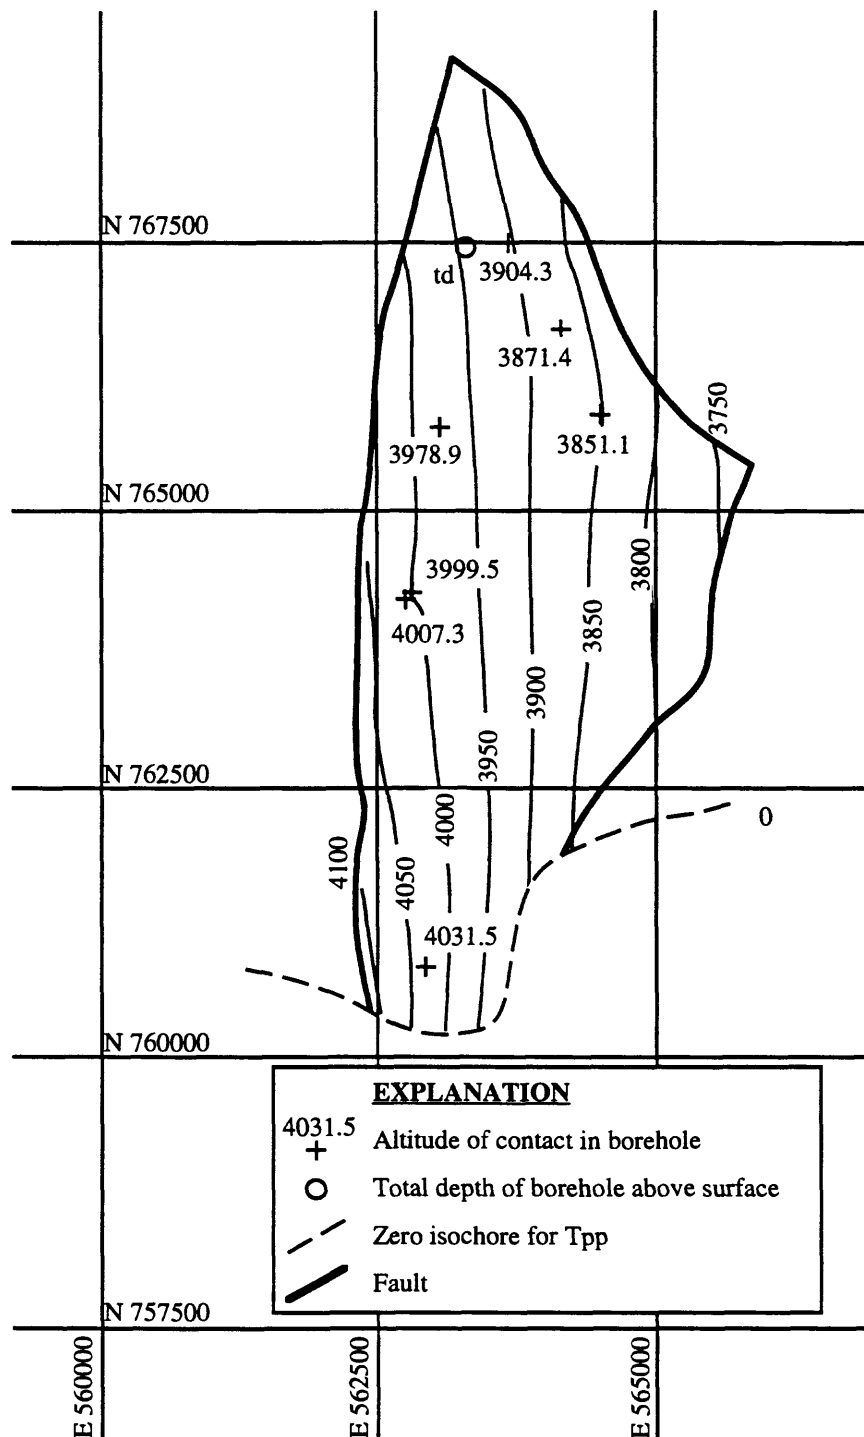 N 767500
td
3904.3
3871.4
3750
3978.9
3851.1
N 765000
3999.5
3800
4007.3
3850
3900
N 762500
3950
4000
0
4100
4050
4031.5
N 760000
EXPLANATION
4031.5
Altitude of contact in borehole
Total depth of borehole above surface
Zero isochore for Tpp
Fault
N 757500
E 560000
E 562500
E 565000